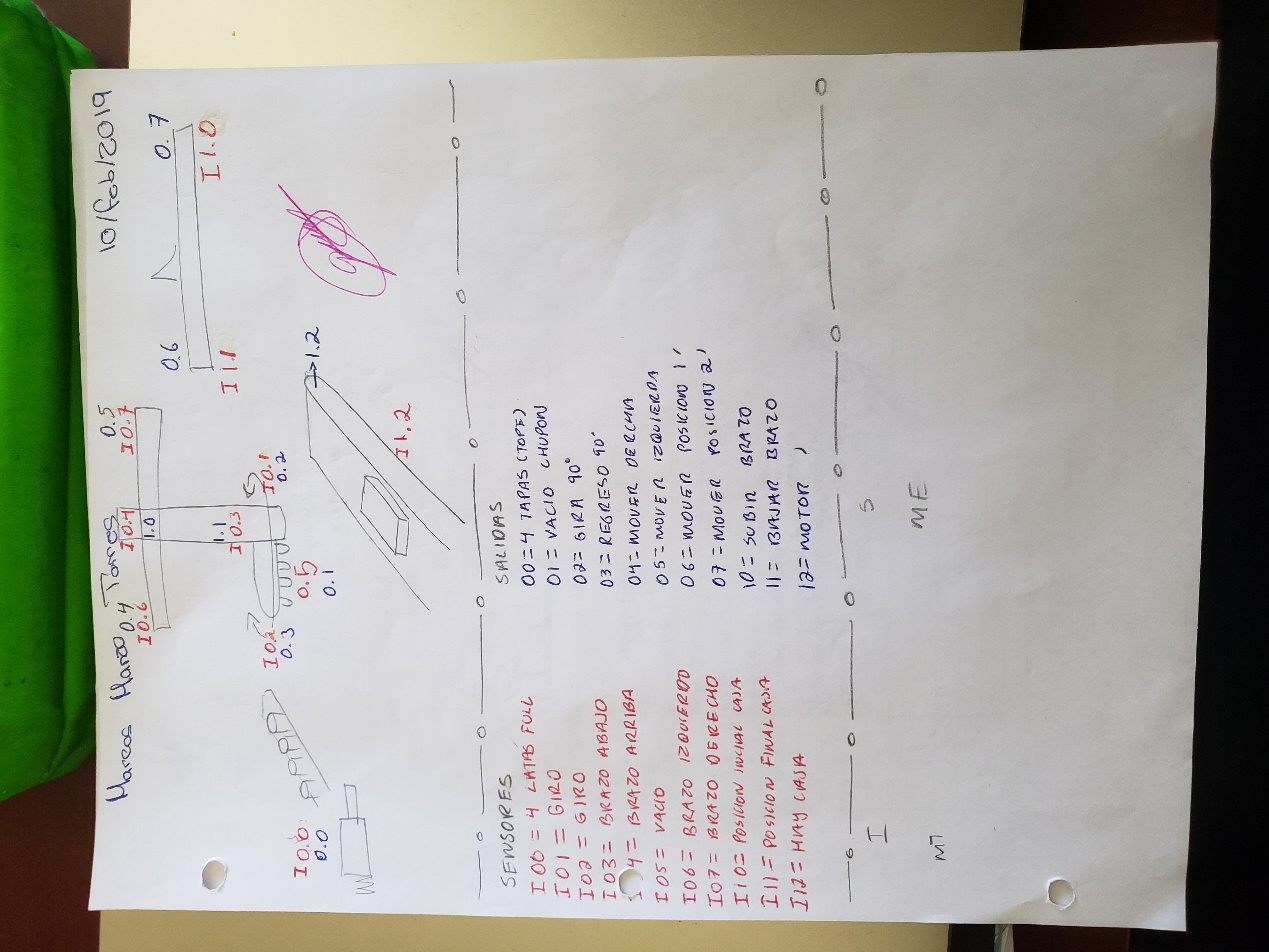 Marcos Marco Torres 10/feb/2019
0.4 0.5
I0.6 I0.4 I0.7
1.0
0.6 0.7
I1.1 I1.0
1.1
I0.3
I0.2 I0.1
0.3 0.2
0.5
0.1
I0.0
0.0
1.2
I1.2
SENSORES
I00 = 4 LATAS FULL
I01 = GIRO
I02 = GIRO
I03 = BRAZO ABAJO
4 = BRAZO ARRIBA
I05 = VACIO
I06 = BRAZO IZQUIERDO
I07 = BRAZO DERECHO
I10 = POSICION INICIAL CAJA
I11 = POSICION FINAL CAJA
I12 = HAY CAJA
SALIDAS
00 = 4 TAPAS (TOPE)
01 = VACIO CHUPON
02 = GIRA 90°
03 = REGRESO 90°
04 = MOVER DERCHA
05 = MOVER IZQUIERDA
06 = MOVER POSICION 1
07 = MOVER POSICION 2
10 = SUBIR BRAZO
11 = BAJAR BRAZO
12 = MOTOR
I S
ME